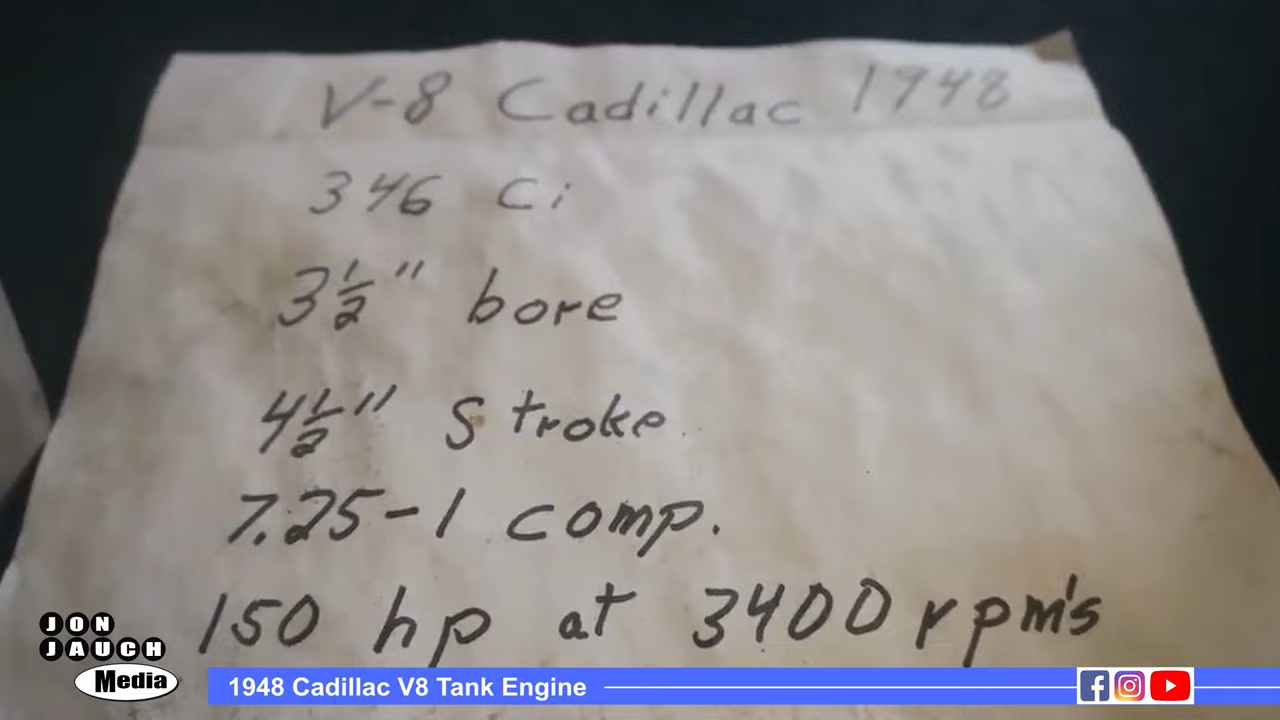 V-8 Cadillac 1948
346 Ci
3½" bore
4½" Stroke
7.25-1 comp.
150 hp at 3400 rpm's
JON
JAUCH
Media
1948 Cadillac V8 Tank Engine